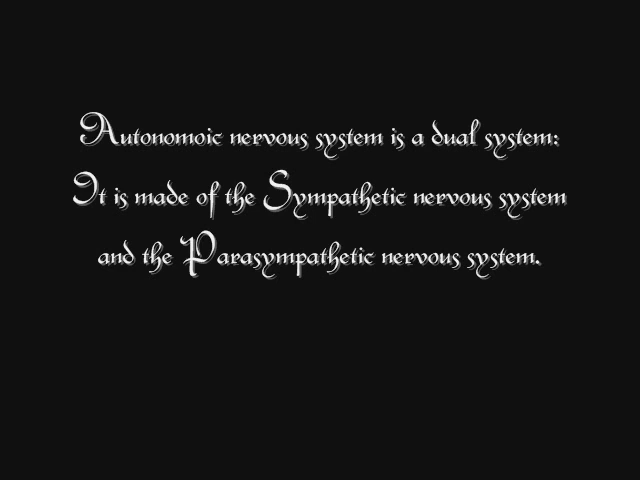 Autonomoic nervous system is a dual system:
It is made of the Sympathetic nervous system
and the Parasympathetic nervous system.